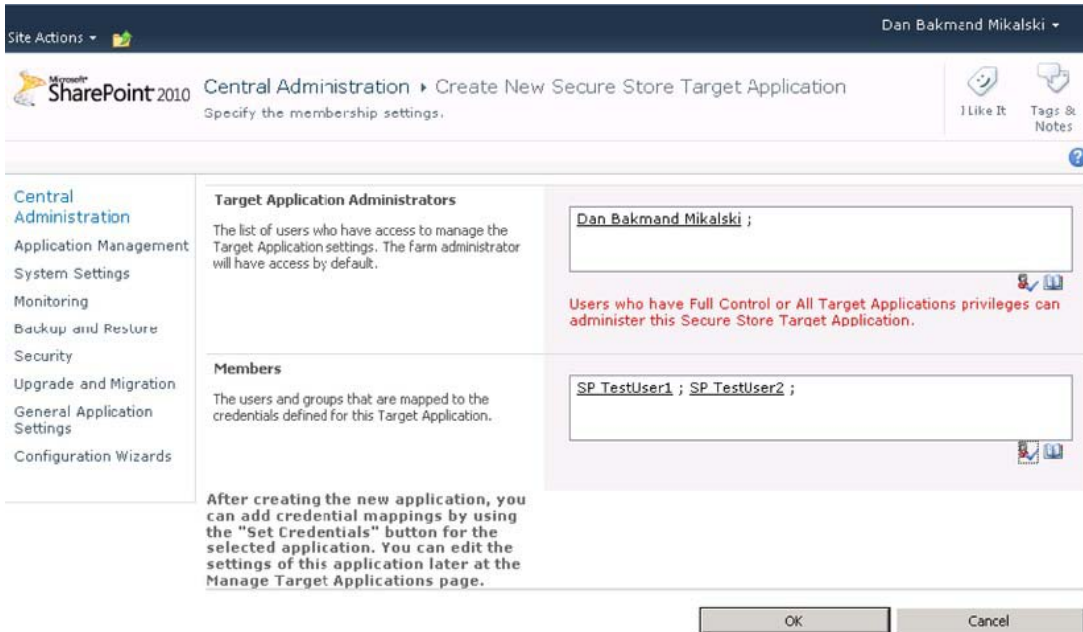 Dan Bakmand Mikalski
Site Actions
Microsoft
SharePoint 2010
Central Administration ▸ Create New Secure Store Target Application
Specify the membership settings.
I Like It
Tags &
Notes
Central
Administration
Application Management
System Settings
Monitoring
Backup and Restore
Security
Upgrade and Migration
General Application
Settings
Configuration Wizards
Target Application Administrators
The list of users who have access to manage the
Target Application settings. The farm administrator
will have access by default.
Dan Bakmand Mikalski ;
Users who have Full Control or All Target Applications privileges can
administer this Secure Store Target Application.
Members
The users and groups that are mapped to the
credentials defined for this Target Application.
SP TestUser1 ; SP TestUser2 ;
After creating the new application, you
can add credential mappings by using
the "Set Credentials" button for the
selected application. You can edit the
settings of this application later at the
Manage Target Applications page.
OK
Cancel